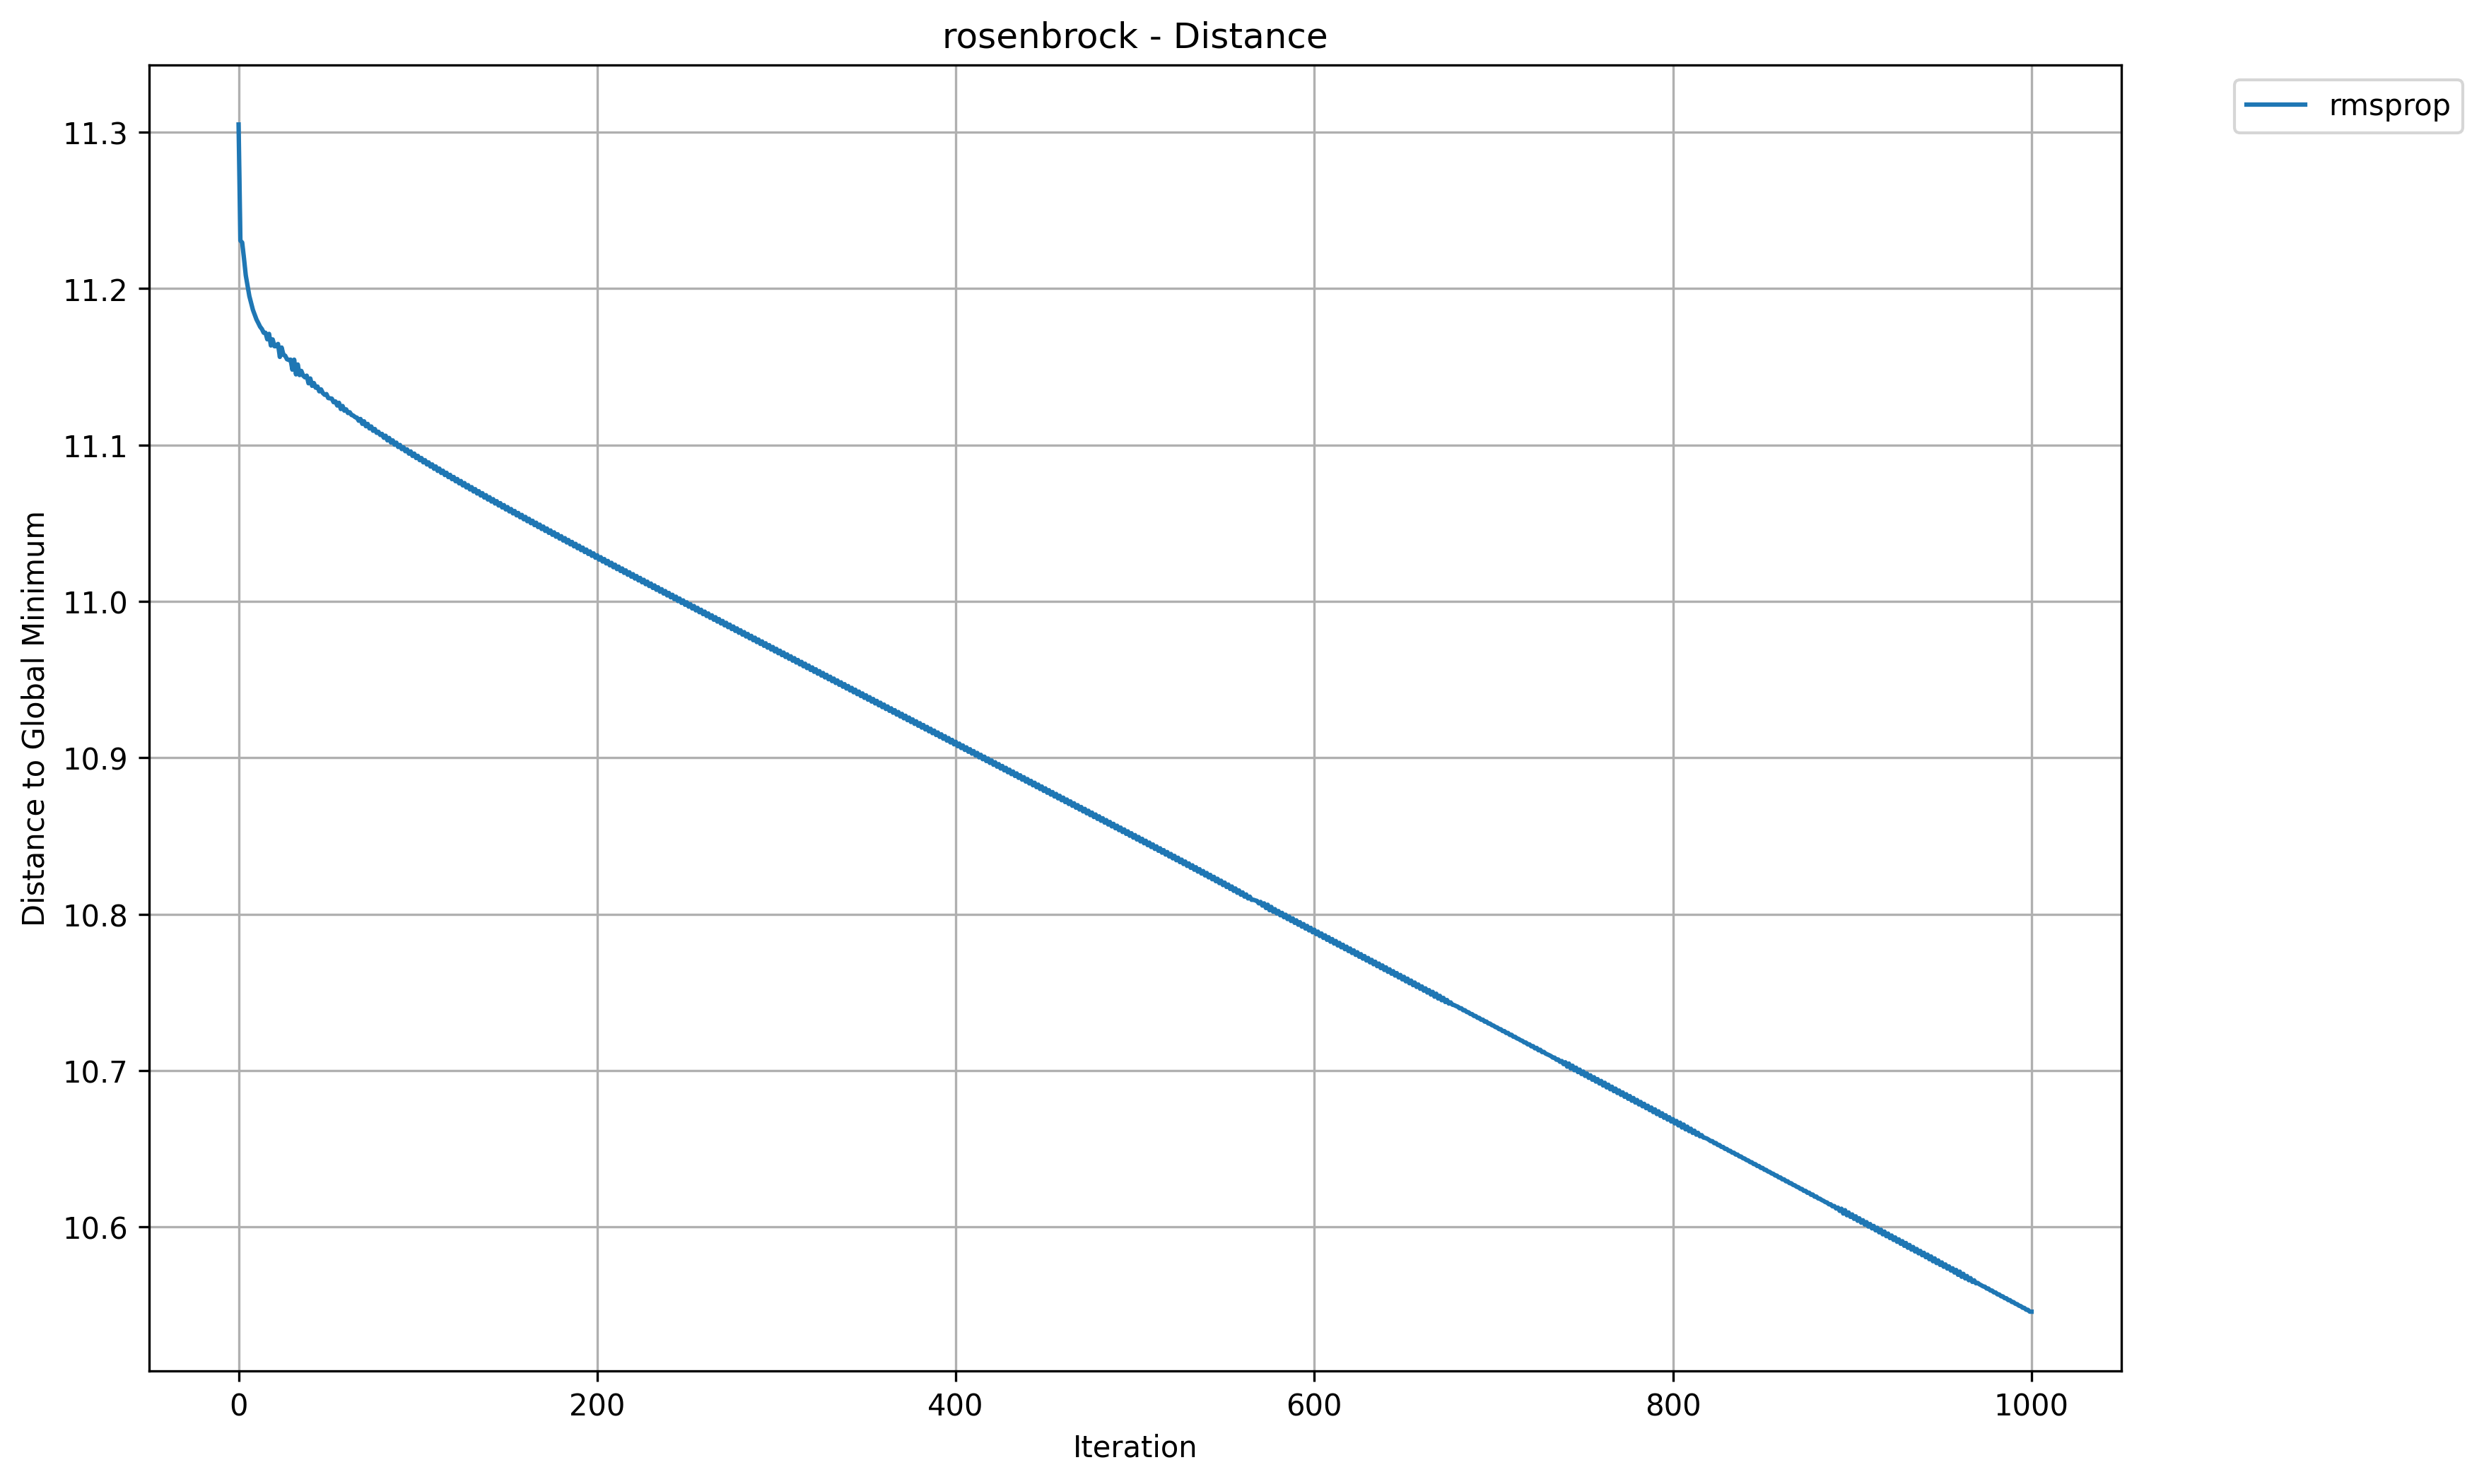 rosenbrock - Distance
rmsprop
Distance to Global Minimum
11.3
11.2
11.1
11.0
10.9
10.8
10.7
10.6
0 200 400 600 800 1000
Iteration